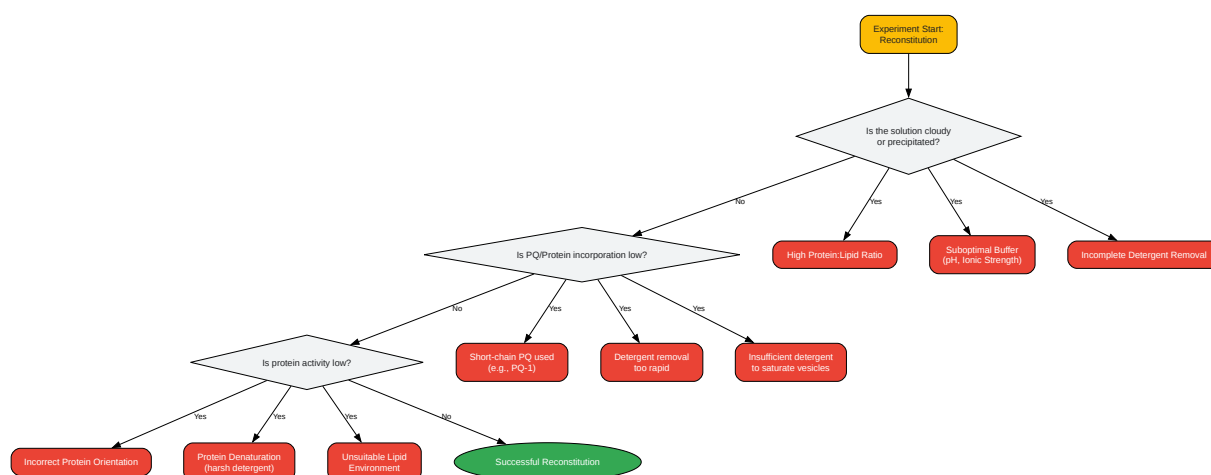 Experiment Start:
Reconstitution
Is the solution cloudy
or precipitated?
No
Yes
Yes
Yes
Is PQ/Protein incorporation low?
High Protein:Lipid Ratio
Suboptimal Buffer
(pH, Ionic Strength)
Incomplete Detergent Removal
No
Yes
Yes
Yes
Is protein activity low?
Short-chain PQ used
(e.g., PQ-1)
Detergent removal
too rapid
Insufficient detergent
to saturate vesicles
Yes
Yes
Yes
No
Incorrect Protein Orientation
Protein Denaturation
(harsh detergent)
Unsuitable Lipid
Environment
Successful Reconstitution